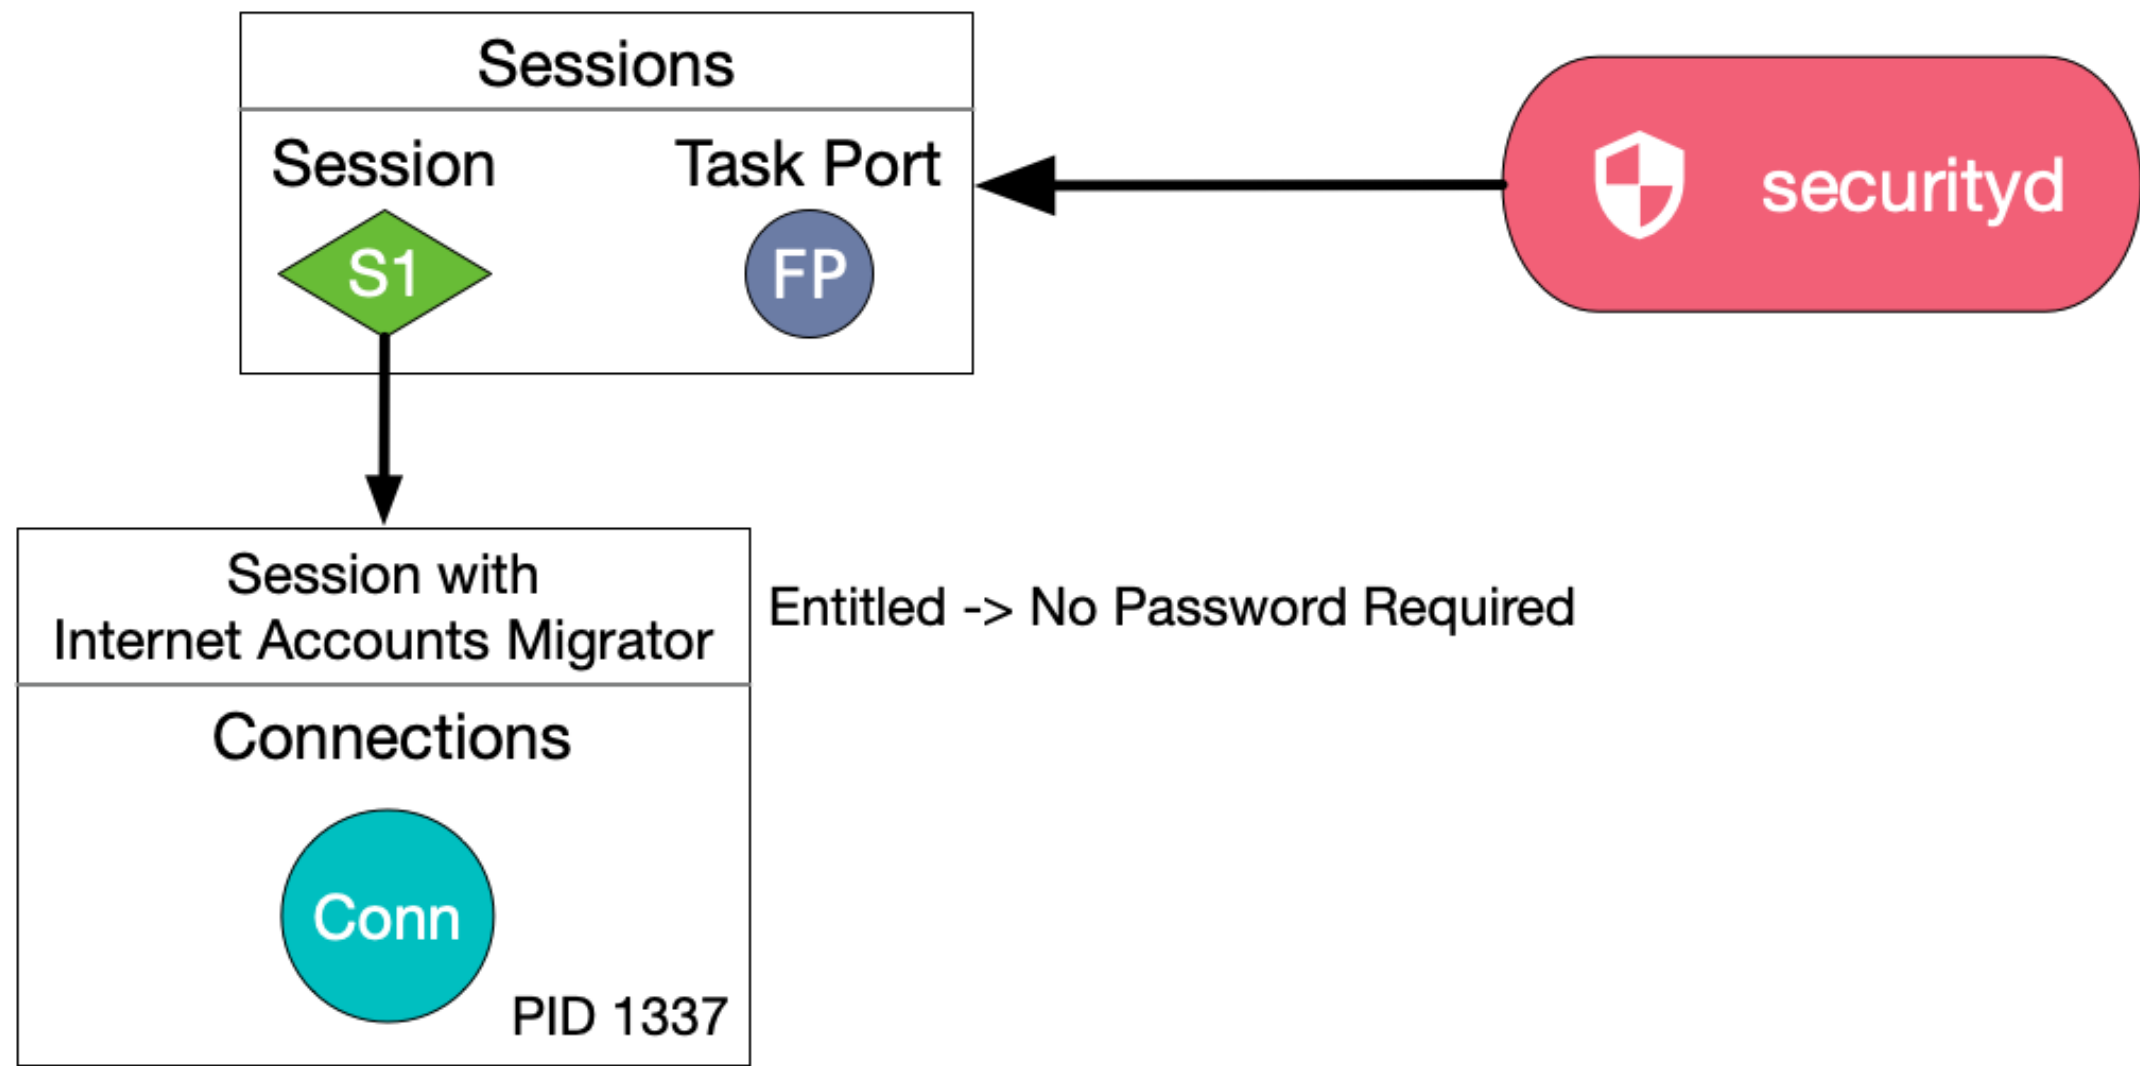 Sessions
Session
Task Port
S1
FP
securityd
Session with
Internet Accounts Migrator
Entitled -> No Password Required
Connections
Conn
PID 1337